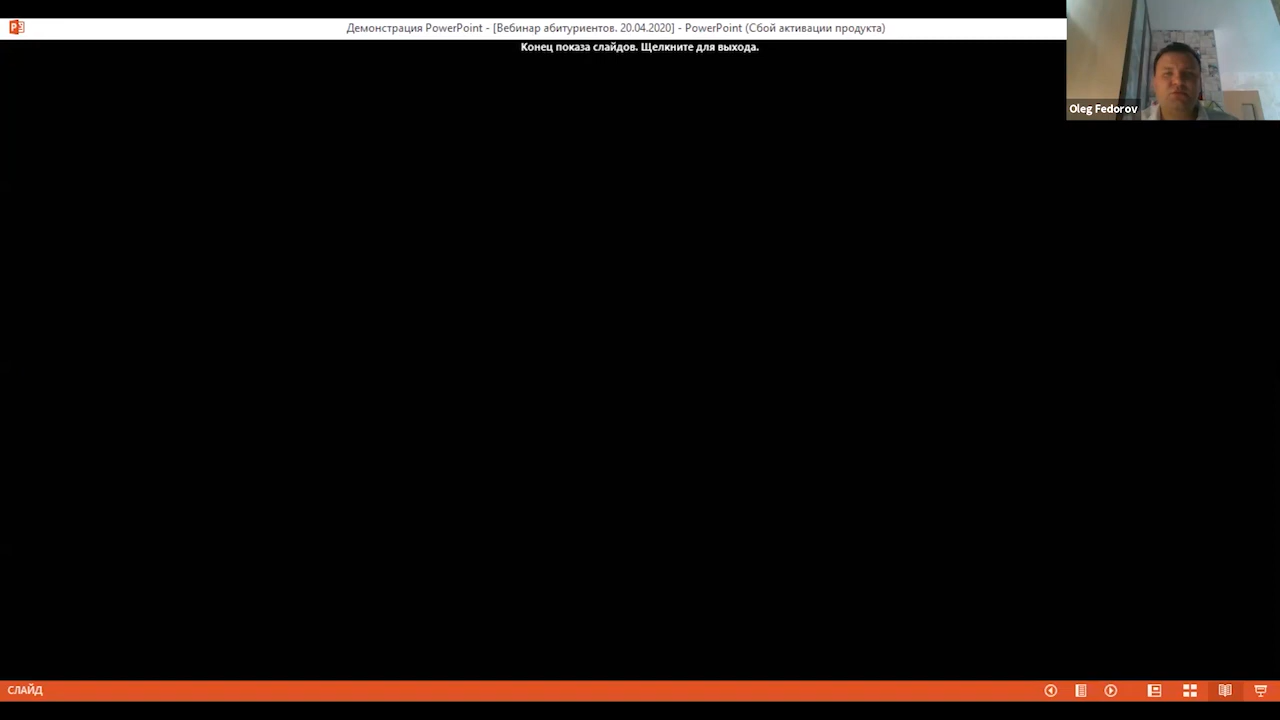 Демонстрация PowerPoint - [Вебинар абитуриентов. 20.04.2020] - PowerPoint (Сбой активации продукта)
Конец показа слайдов. Щелкните для выхода.
Oleg Fedorov
СЛАЙД